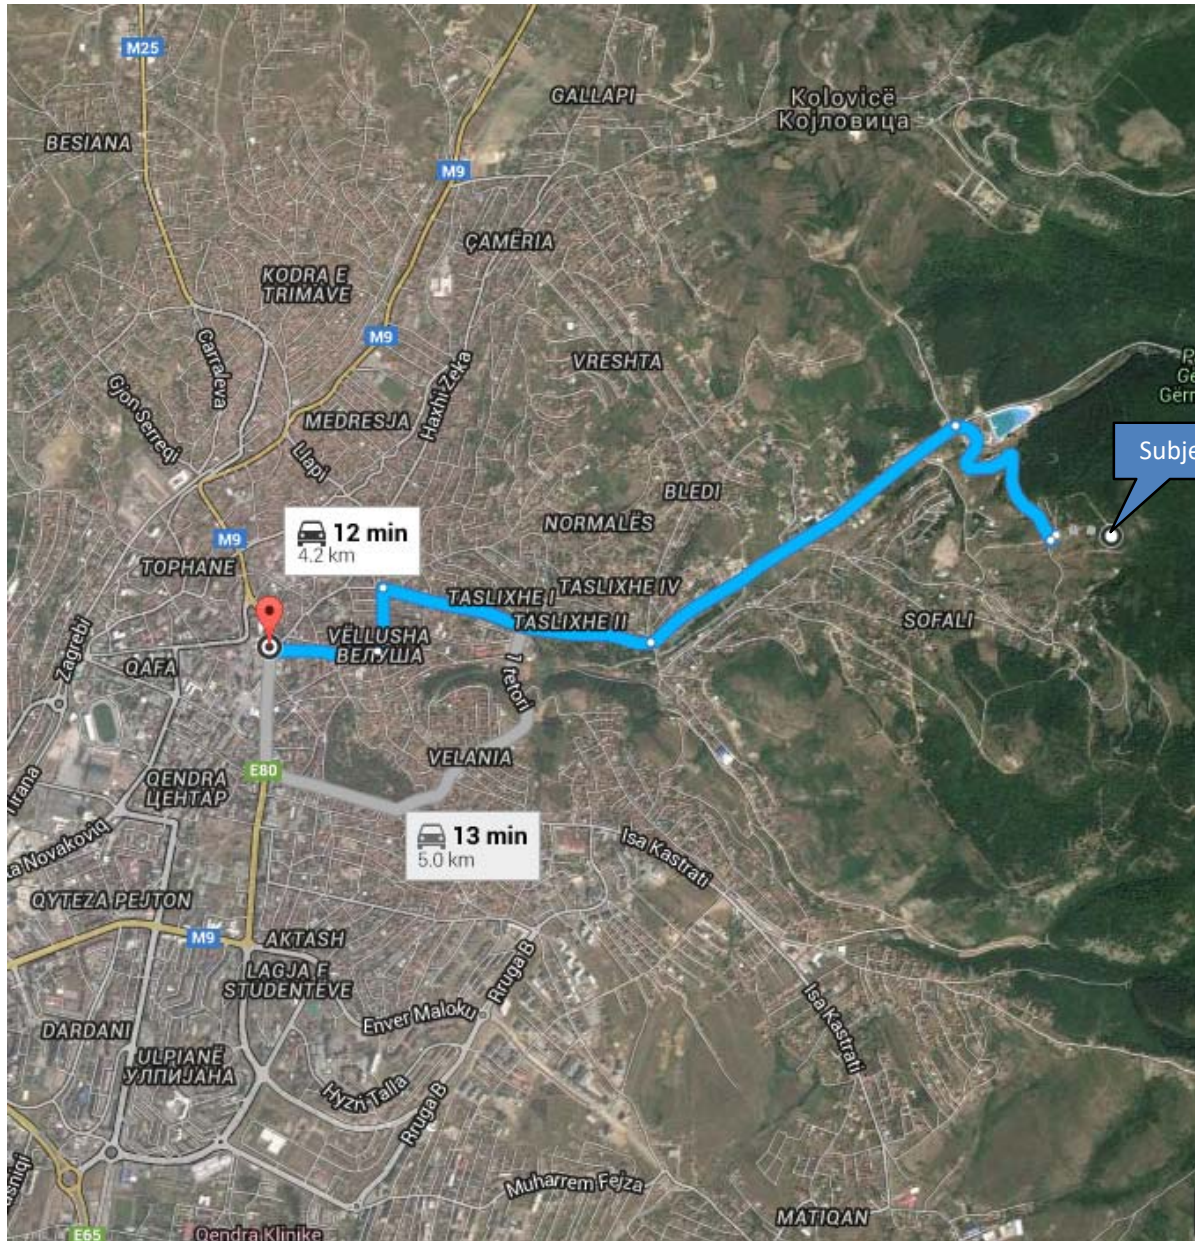 M25
GALLAPI
Kolovicë
Којловица
BESIANA
M9
ÇAMËRIA
KODRA E
TRIMAVE
M9
Carraleva
VRESHTA
Haxhi Zeka
Gjon Serreqi
MEDRESJA
Llapi
Subje
BLEDI
NORMALËS
12 min
4.2 km
M9
TOPHANE
TASLIXHE IV
TASLIXHE I
TASLIXHE II
SOFALI
VËLLUSHA
ВЕЛУША
Zagrebi
QAFA
1 Tetori
VELANIA
E80
QENDRA
ЦЕНТАР
13 min
5.0 km
Isa Kastrati
Novakoviq
QYTEZA PEJTON
M9
AKTASH
Rruga B
LAGJA E
STUDENTËVE
Enver Maloku
Isa Kastrati
DARDANI
ULPIANË
УЛПИЈАНА
Hyzri Talla
Rruga B
Muharrem Fejza
MATIQAN
E65
Qendra Klinike